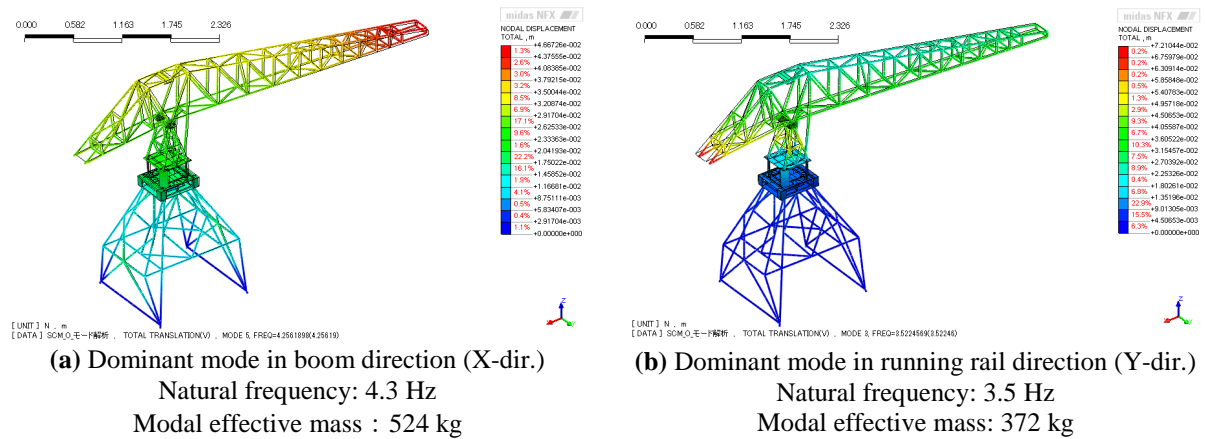 0.000 0.582 1.163 1.745 2.326
midas NFX
NODAL DISPLACEMENT
TOTAL , m
+4.66726e-002
1.3%
+4.37555e-002
2.6%
+4.08385e-002
3.0%
+3.79215e-002
3.2%
+3.50044e-002
8.5%
+3.20874e-002
6.9%
+2.91704e-002
17.1%
+2.62533e-002
9.6%
+2.33363e-002
1.6%
+2.04193e-002
22.2%
+1.75022e-002
16.1%
+1.45852e-002
1.9%
+1.16681e-002
4.1%
+8.75111e-003
0.5%
+5.83407e-003
0.4%
+2.91704e-003
1.1%
+0.00000e+000
Z
[ UNIT ] N , m
[ DATA ] SCM_O_モード解析 , TOTAL TRANSLATION(V) , MODE 5, FREQ=4.2561898(4.25619)
(a) Dominant mode in boom direction (X-dir.)
Natural frequency: 4.3 Hz
Modal effective mass : 524 kg
0.000 0.582 1.163 1.745 2.326
midas NFX
NODAL DISPLACEMENT
TOTAL , m
+7.21044e-002
0.2%
+6.75979e-002
0.2%
+6.30914e-002
0.2%
+5.85848e-002
0.5%
+5.40783e-002
1.3%
+4.95718e-002
2.9%
+4.50653e-002
9.3%
+4.05587e-002
6.7%
+3.60522e-002
10.3%
+3.15457e-002
7.5%
+2.70392e-002
8.9%
+2.25326e-002
0.4%
+1.80261e-002
6.8%
+1.35196e-002
22.9%
+9.01305e-003
15.5%
+4.50653e-003
6.3%
+0.00000e+000
Z
[ UNIT ] N , m
[ DATA ] SCM_O_モード解析 , TOTAL TRANSLATION(V) , MODE 3, FREQ=3.5224569(3.52246)
(b) Dominant mode in running rail direction (Y-dir.)
Natural frequency: 3.5 Hz
Modal effective mass: 372 kg